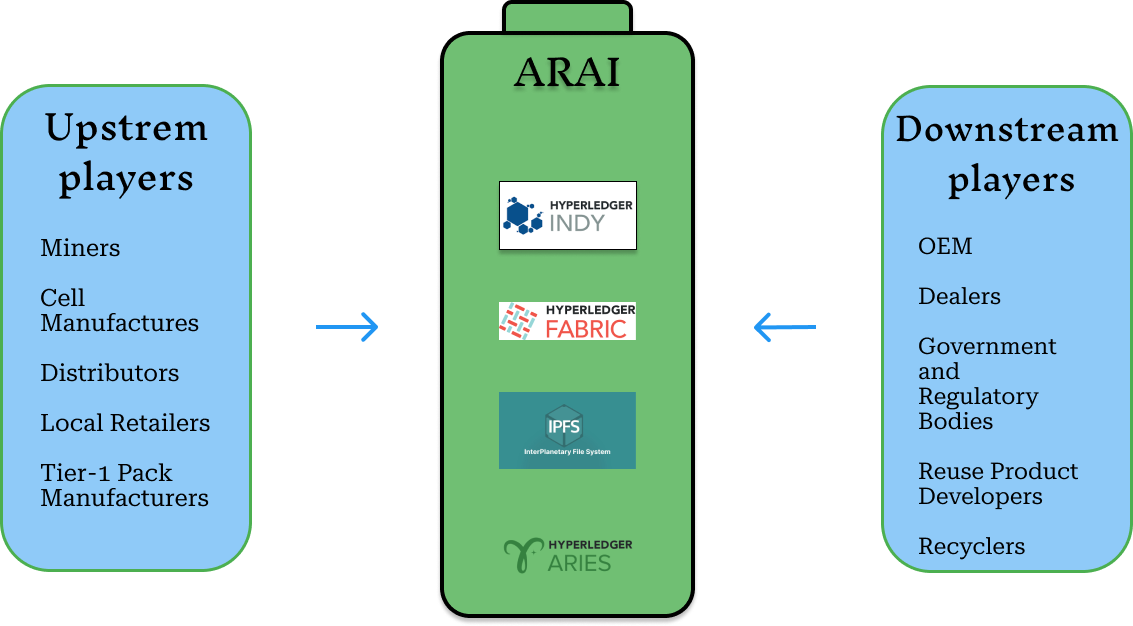 Upstrem
players
Miners
Cell
Manufactures
Distributors
Local Retailers
Tier-1 Pack
Manufacturers
ARAI
HYPERLEDGER
INDY
HYPERLEDGER
FABRIC
IPFS
InterPlanetary File System
HYPERLEDGER
ARIES
Downstream
players
OEM
Dealers
Government
and
Regulatory
Bodies
Reuse Product
Developers
Recyclers